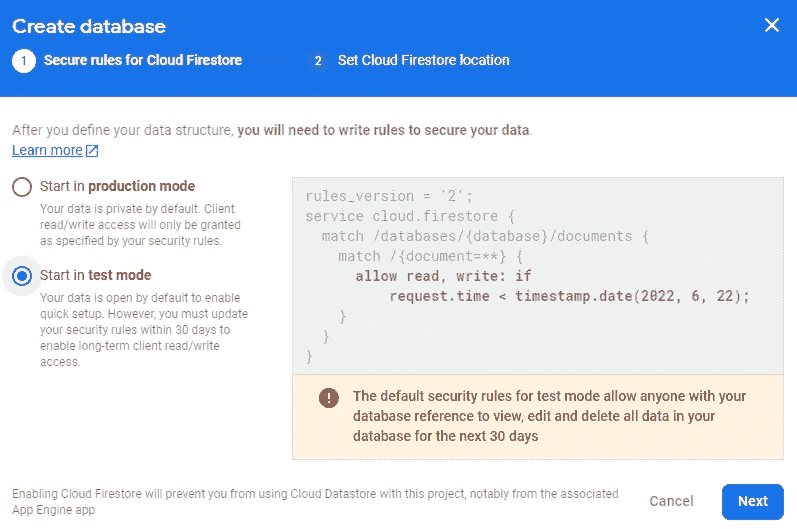 Create database
1 Secure rules for Cloud Firestore 2 Set Cloud Firestore location
After you define your data structure, you will need to write rules to secure your data.
Learn more
Start in production mode
Your data is private by default. Client
read/write access will only be granted
as specified by your security rules.
Start in test mode
Your data is open by default to enable
quick setup. However, you must update
your security rules within 30 days to
enable long-term client read/write
access.
rules_version = '2';
service cloud.firestore {
match /databases/{database}/documents {
match /{document=**} {
allow read, write: if
request.time < timestamp.date(2022, 6, 22);
}
}
}
The default security rules for test mode allow anyone with your
database reference to view, edit and delete all data in your
database for the next 30 days
Enabling Cloud Firestore will prevent you from using Cloud Datastore with this project, notably from the associated
App Engine app
Cancel Next